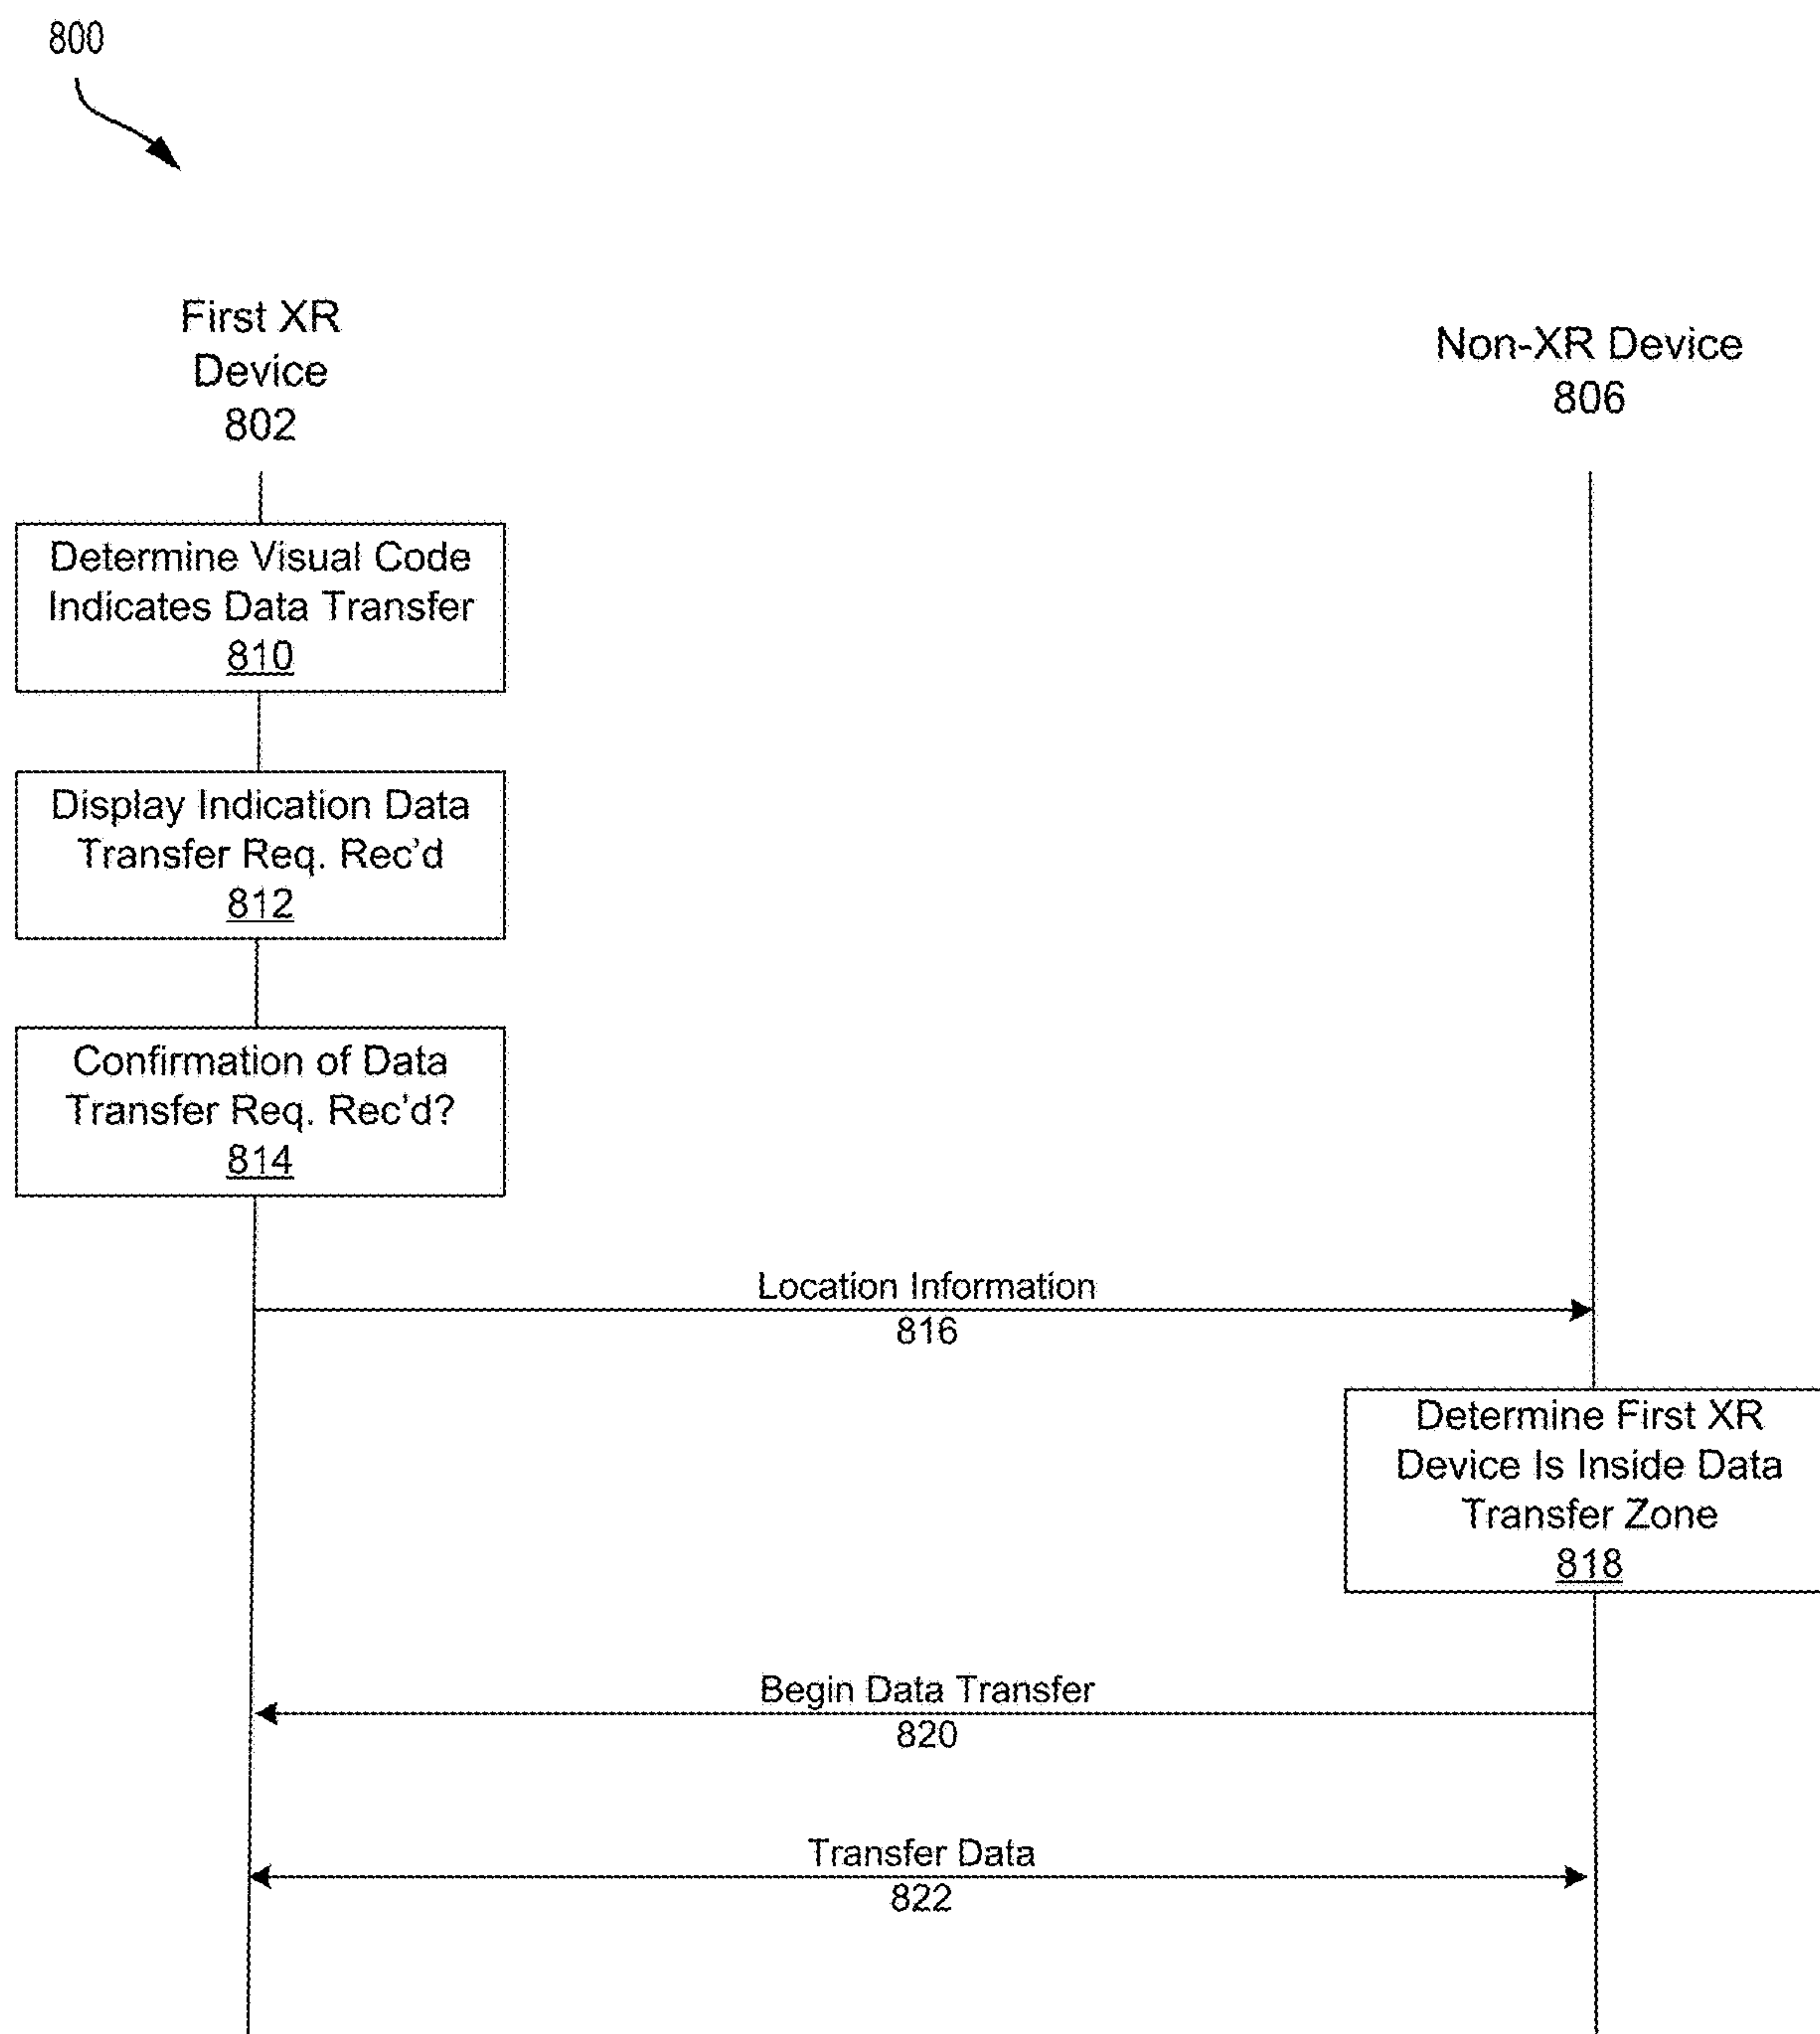 800
First XR
Device
802
Non-XR Device
806
Determine Visual Code
Indicates Data Transfer
810
Display Indication Data
Transfer Req. Rec'd
812
Confirmation of Data
Transfer Req. Rec'd?
814
Location Information
816
Determine First XR
Device Is Inside Data
Transfer Zone
818
Begin Data Transfer
820
Transfer Data
822